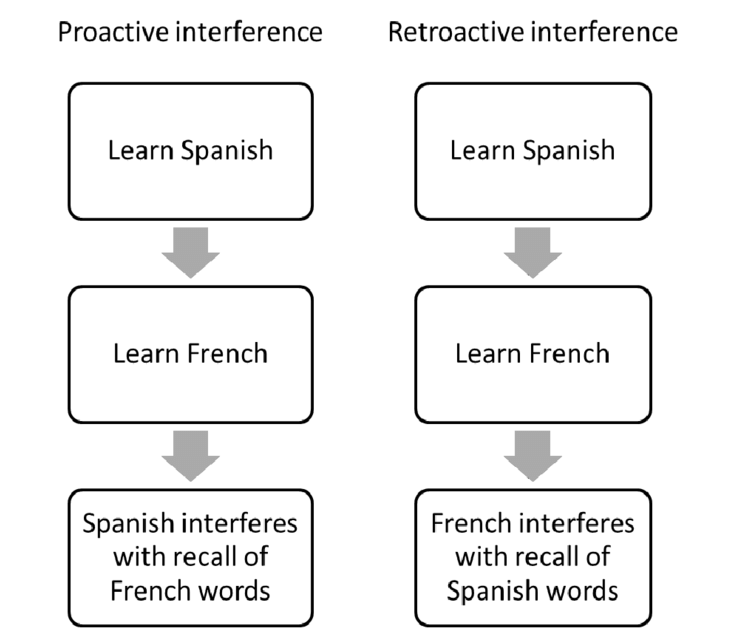 Proactive interference
Learn Spanish
Learn French
Spanish interferes
with recall of
French words
Retroactive interference
Learn Spanish
Learn French
French interferes
with recall of
Spanish words